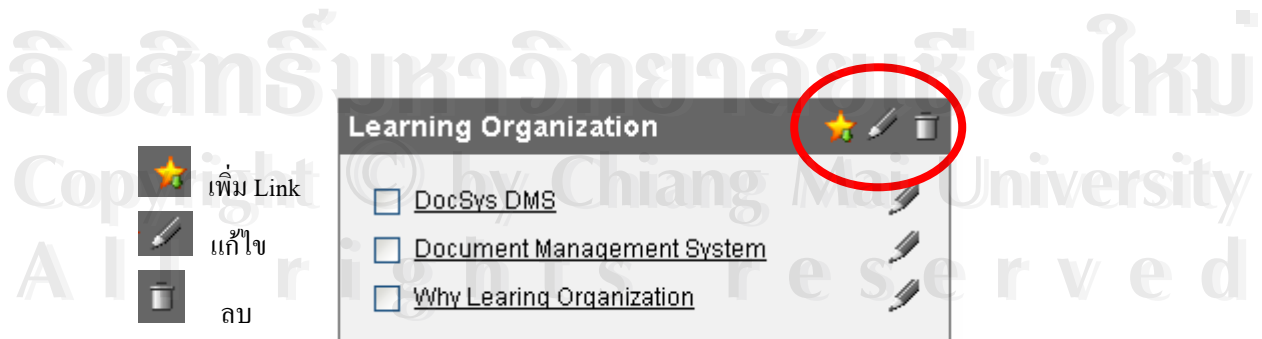 ลิขสิทธิ์มหาวิทยาลัยเชียงใหม่
Copyright © by Chiang Mai University
All rights reserved
Learning Organization
เพิ่ม Link
แก้ไข
ลบ
DocSys DMS
Document Management System
Why Learing Organization